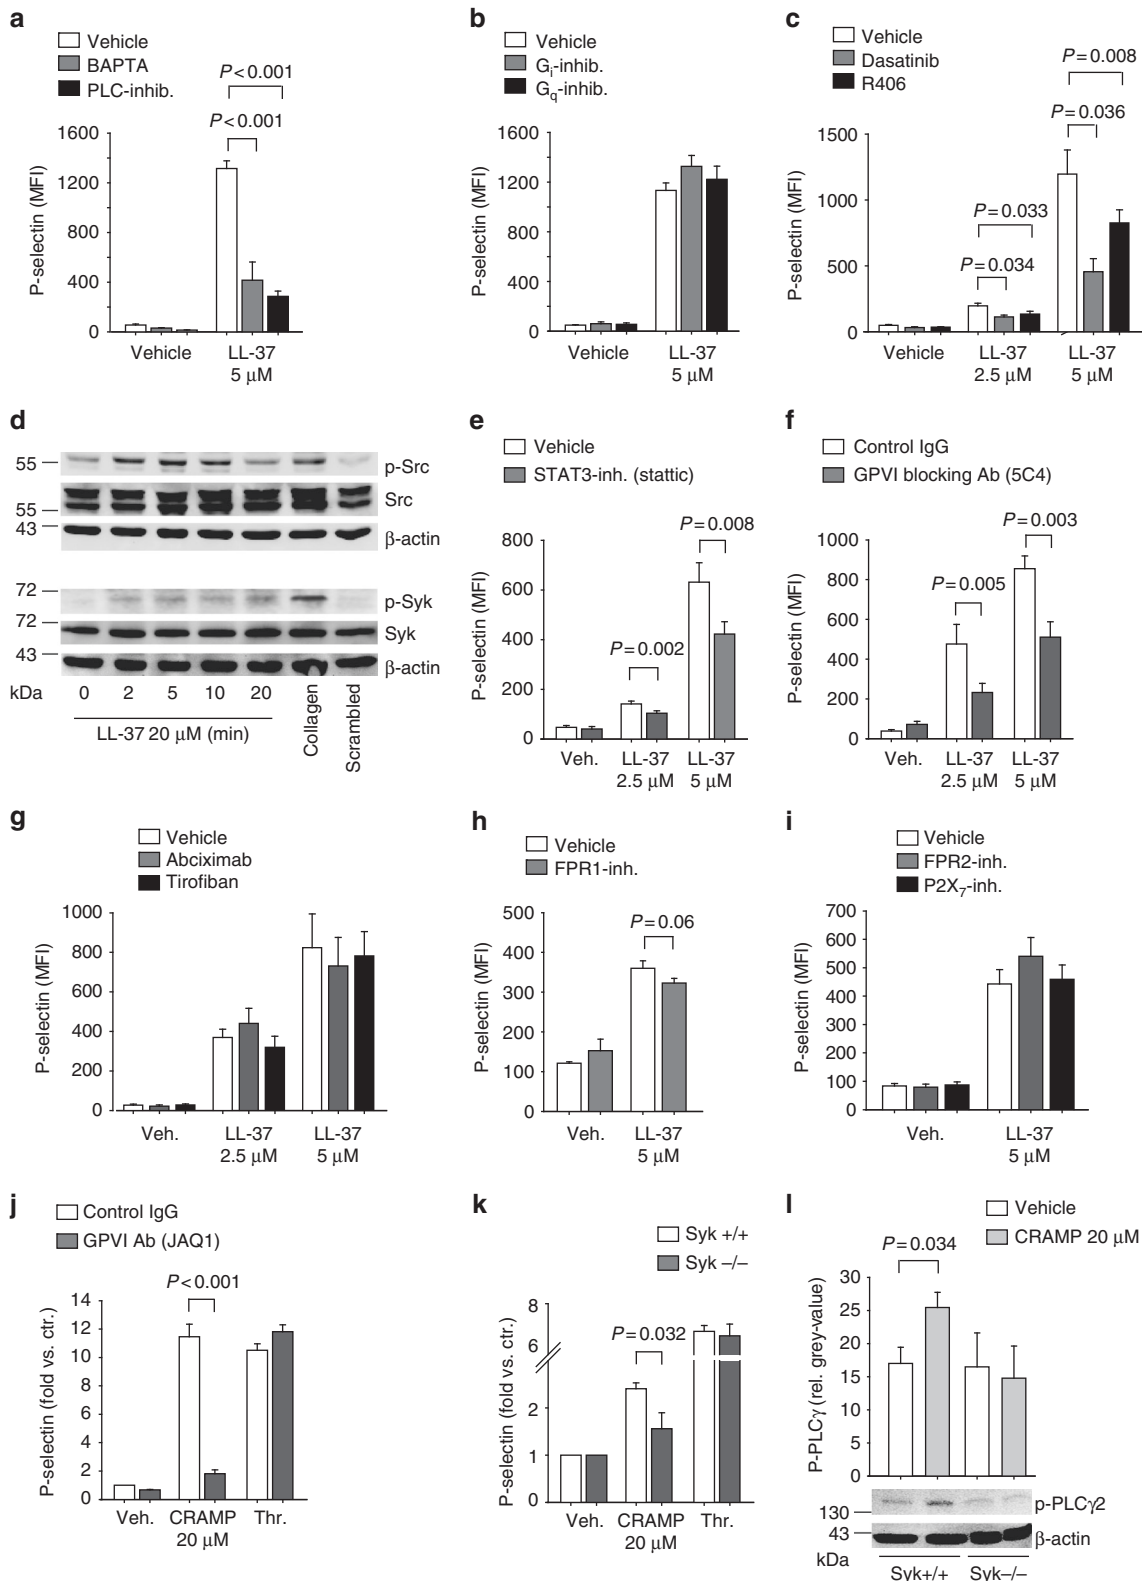 a
Vehicle
BAPTA
PLC-inhib.
P<0.001
P<0.001
P-selectin (MFI)
1600
1200
800
400
0
Vehicle
LL-37
5 μM
b
Vehicle
Gi-inhib.
Gq-inhib.
P-selectin (MFI)
1600
1200
800
400
0
Vehicle
LL-37
5 μM
c
Vehicle
Dasatinib
R406
P=0.008
P=0.036
P=0.033
P=0.034
P-selectin (MFI)
1500
1000
500
0
Vehicle
LL-37
2.5 μM
LL-37
5 μM
d
55
p-Src
Src
55
43
β-actin
72
p-Syk
72
Syk
43
β-actin
kDa
0 2 5 10 20
LL-37 20 μM (min)
Collagen
Scrambled
e
Vehicle
STAT3-inh. (stattic)
P=0.008
P=0.002
P-selectin (MFI)
800
600
400
200
0
Veh.
LL-37
2.5 μM
LL-37
5 μM
f
Control IgG
GPVI blocking Ab (5C4)
P=0.003
P=0.005
P-selectin (MFI)
1000
800
600
400
200
0
Veh.
LL-37
2.5 μM
LL-37
5 μM
g
Vehicle
Abciximab
Tirofiban
P-selectin (MFI)
1000
800
600
400
200
0
Veh.
LL-37
2.5 μM
LL-37
5 μM
h
Vehicle
FPR1-inh.
P=0.06
P-selectin (MFI)
500
400
300
200
100
0
Veh.
LL-37
5 μM
i
Vehicle
FPR2-inh.
P2X7-inh.
P-selectin (MFI)
700
600
500
400
300
200
100
0
Veh.
LL-37
5 μM
j
Control IgG
GPVI Ab (JAQ1)
P<0.001
P-selectin (fold vs. ctr.)
14
12
10
8
6
4
2
0
Veh.
CRAMP
20 μM
Thr.
k
Syk +/+
Syk –/–
P=0.032
P-selectin (fold vs. ctr.)
8
6
2
1
0
Veh.
CRAMP
20 μM
Thr.
l
Vehicle
CRAMP 20 μM
P=0.034
P-PLCγ (rel. grey-value)
30
25
20
15
10
5
0
p-PLCγ2
130
43
β-actin
kDa
Syk+/+
Syk–/–